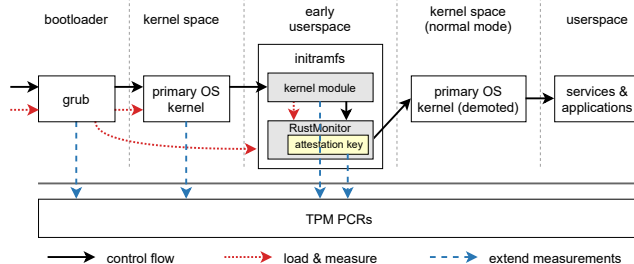 bootloader
kernel space
early
userspace
kernel space
(normal mode)
userspace
initramfs
kernel module
grub
primary OS
kernel
primary OS
kernel (demoted)
services &
applications
RustMonitor
attestation key
TPM PCRs
control flow
load & measure
extend measurements